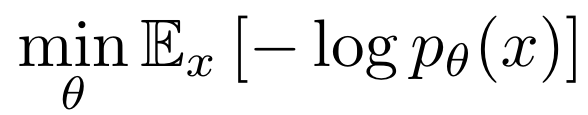 min_θ 𝔼_x [− log p_θ(x)]